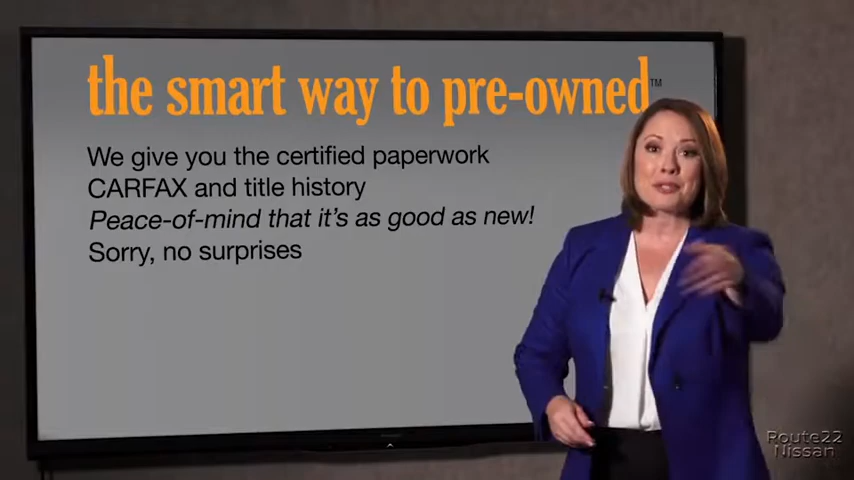 the smart way to pre-owned™
We give you the certified paperwork
CARFAX and title history
Peace-of-mind that it's as good as new!
Sorry, no surprises
Route22
Nissan